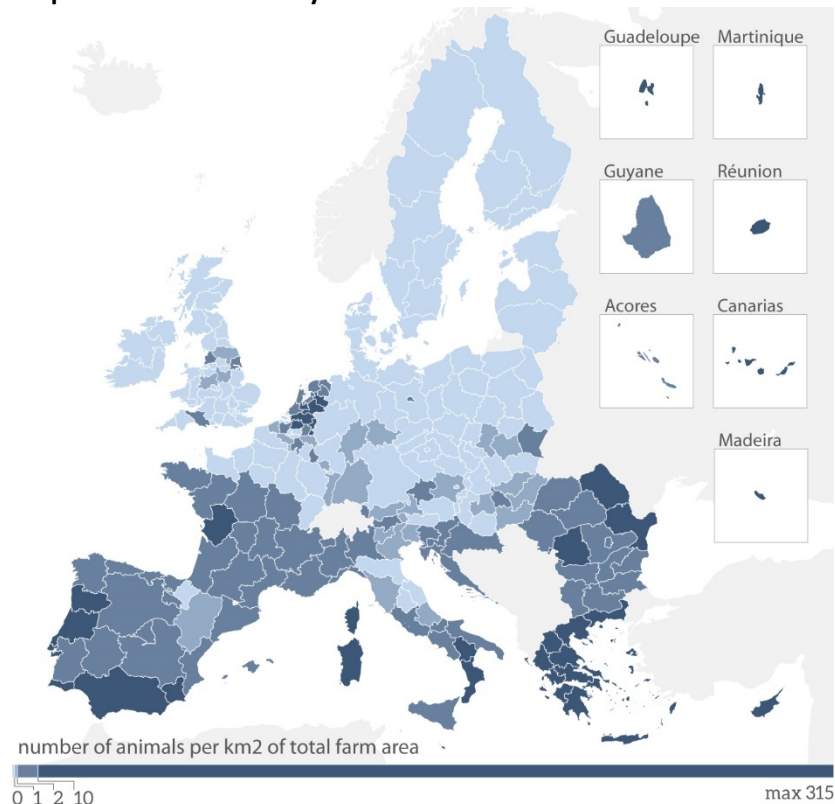 Guadeloupe Martinique
Guyane Réunion
Acores Canarias
Madeira
number of animals per km2 of total farm area
0 1 2 10
max 315